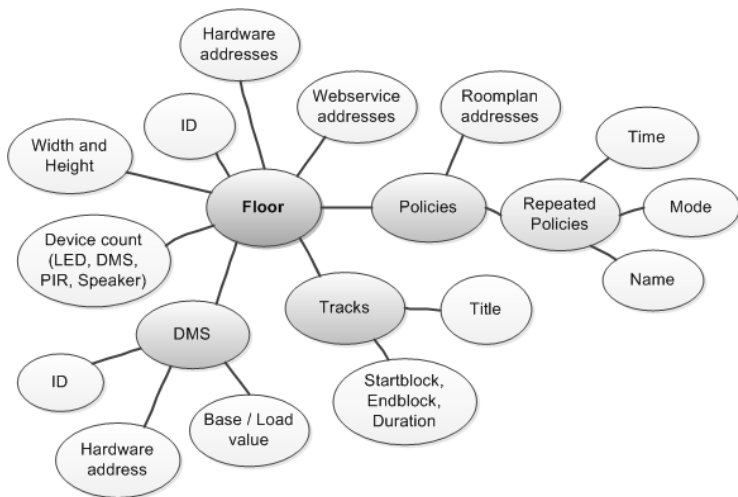 Hardware
addresses
Webservice
addresses
Roomplan
addresses
ID
Time
Width and
Height
Floor
Policies
Repeated
Policies
Mode
Device count
(LED, DMS,
PIR, Speaker)
Name
Tracks
Title
DMS
ID
Startblock,
Endblock,
Duration
Base / Load
value
Hardware
address